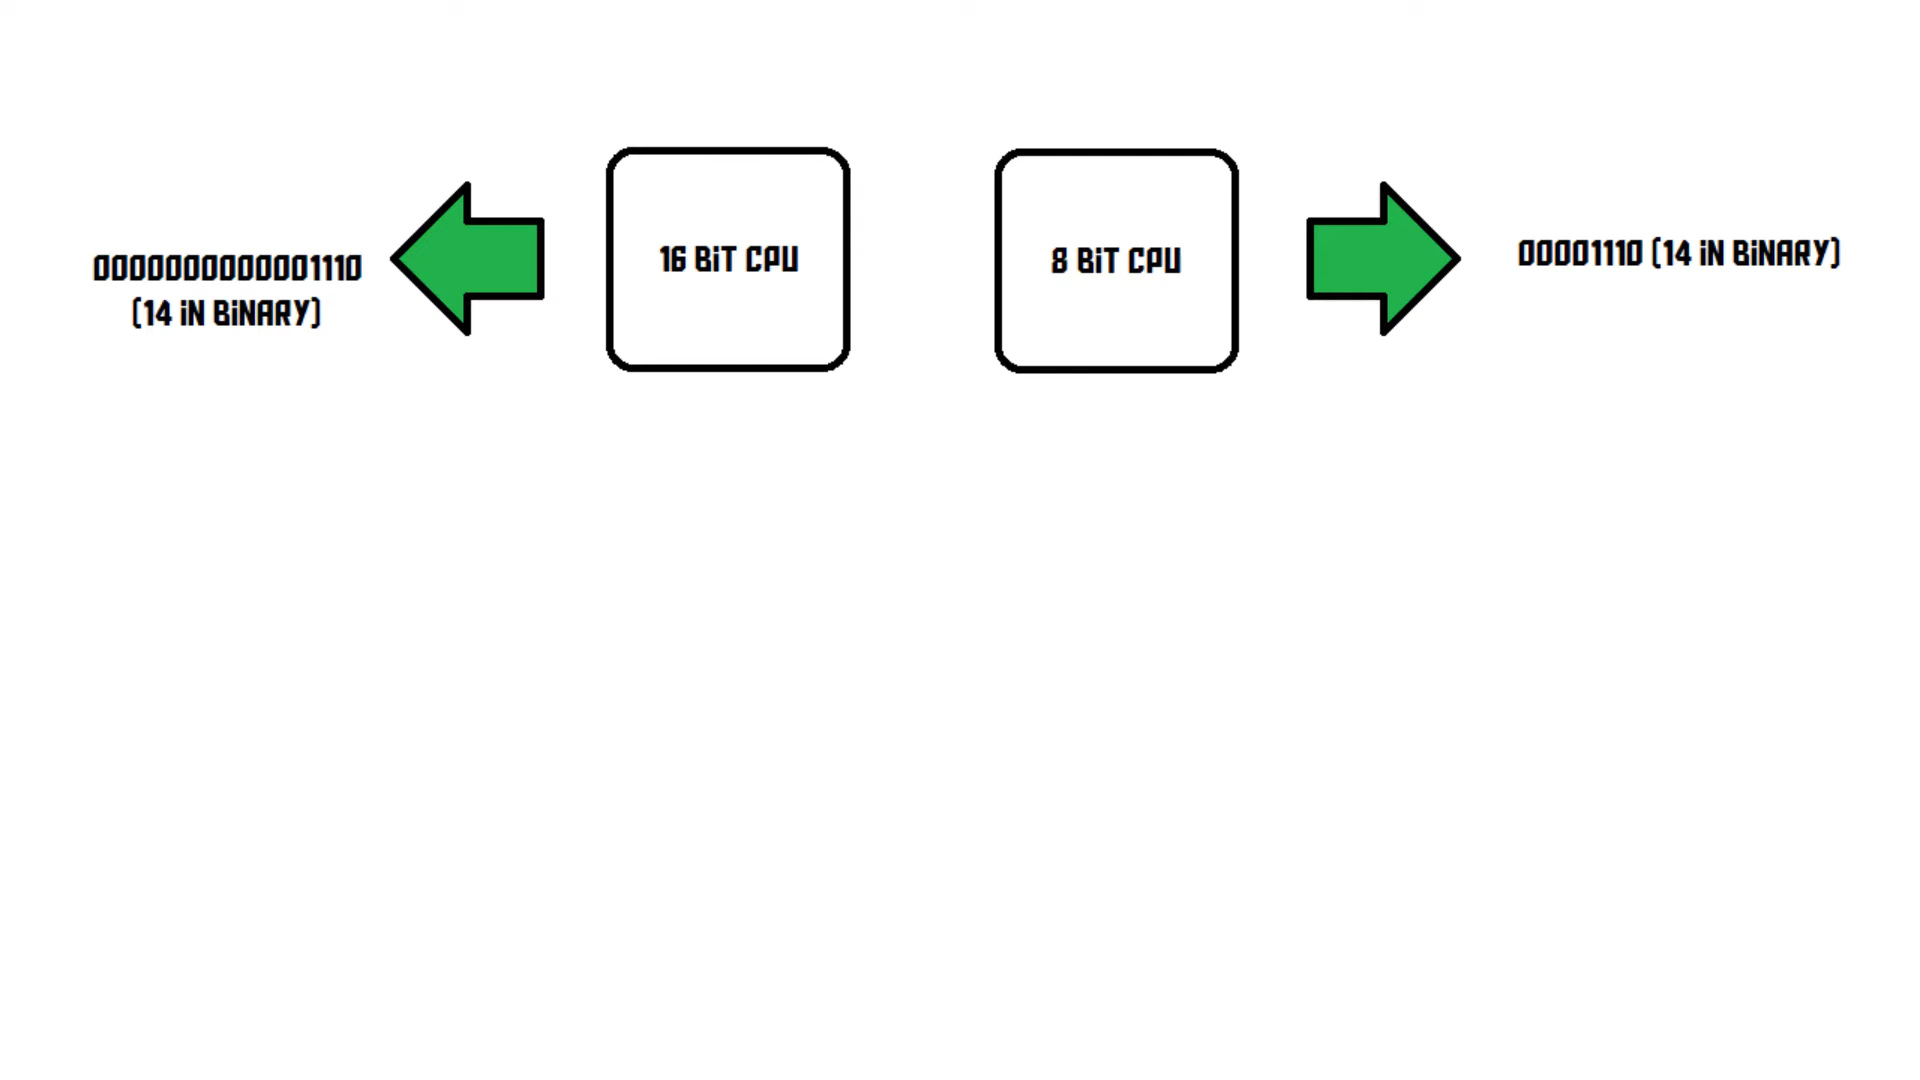 0000000000001110
(14 iN BiNARY)
16 BiT CPU
8 BiT CPU
00001110 (14 iN BiNARY)